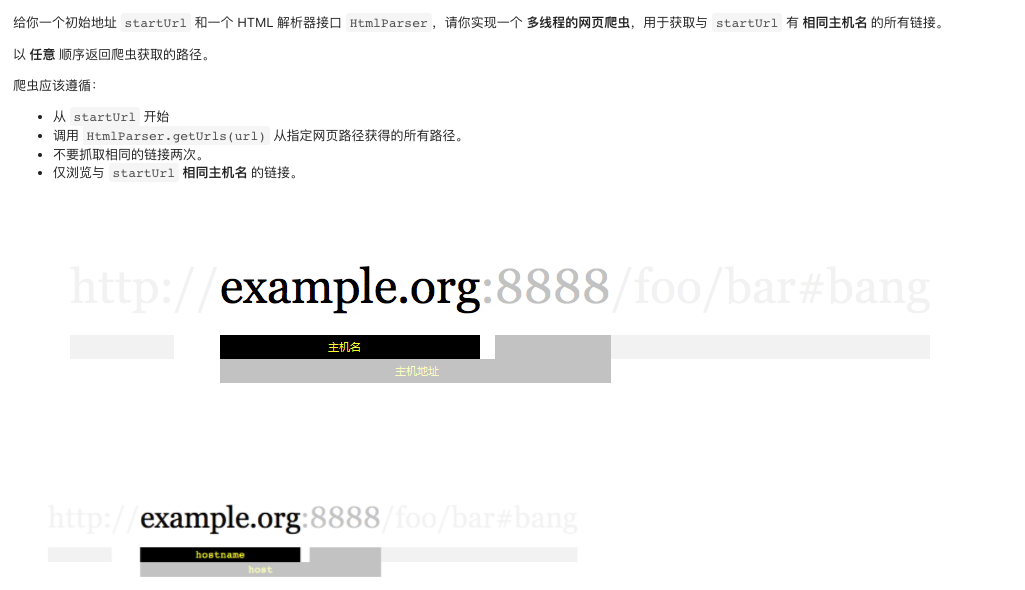 给你一个初始地址 startUrl 和一个 HTML 解析器接口 HtmlParser，请你实现一个 多线程的网页爬虫，用于获取与 startUrl 有 相同主机名 的所有链接。
以 任意 顺序返回爬虫获取的路径。
爬虫应该遵循：
• 从 startUrl 开始
• 调用 HtmlParser.getUrls(url) 从指定网页路径获得的所有路径。
• 不要抓取相同的链接两次。
• 仅浏览与 startUrl 相同主机名 的链接。
http://example.org:8888/foo/bar#bang
主机名
主机地址
http://example.org:8888/foo/bar#bang
hostname
host